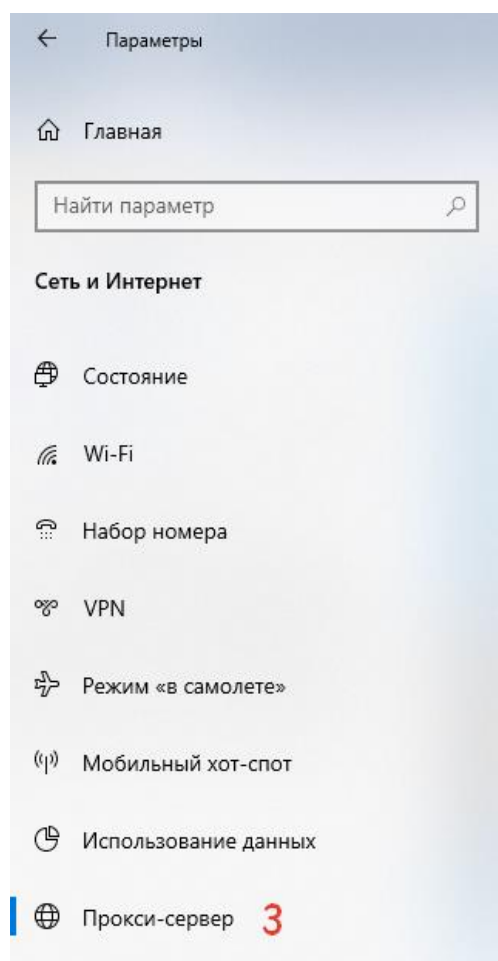 Параметры
Главная
Найти параметр
Сеть и Интернет
Состояние
Wi-Fi
Набор номера
VPN
Режим «в самолете»
Мобильный хот-спот
Использование данных
Прокси-сервер 3